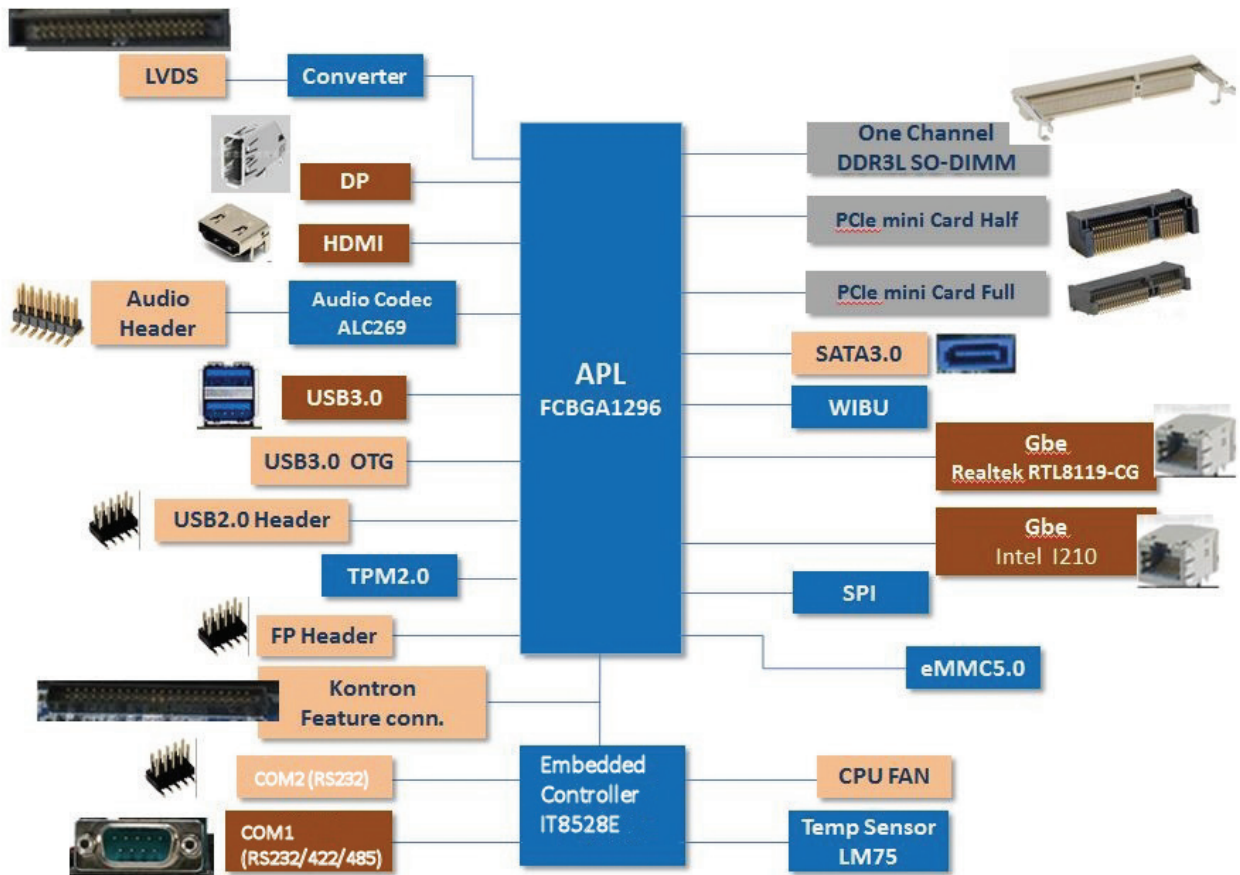 LVDS
Converter
One Channel
DDR3L SO-DIMM
DP
PCIe mini Card Half
HDMI
Audio
Header
Audio Codec
ALC269
PCIe mini Card Full
SATA3.0
APL
FCBGA1296
USB3.0
WIBU
Gbe
Realtek RTL8119-CG
USB3.0 OTG
USB2.0 Header
Gbe
Intel I210
TPM2.0
SPI
FP Header
eMMC5.0
Kontron
Feature conn.
COM2 (RS232)
Embedded
Controller
IT8528E
CPU FAN
COM1
(RS232/422/485)
Temp Sensor
LM75